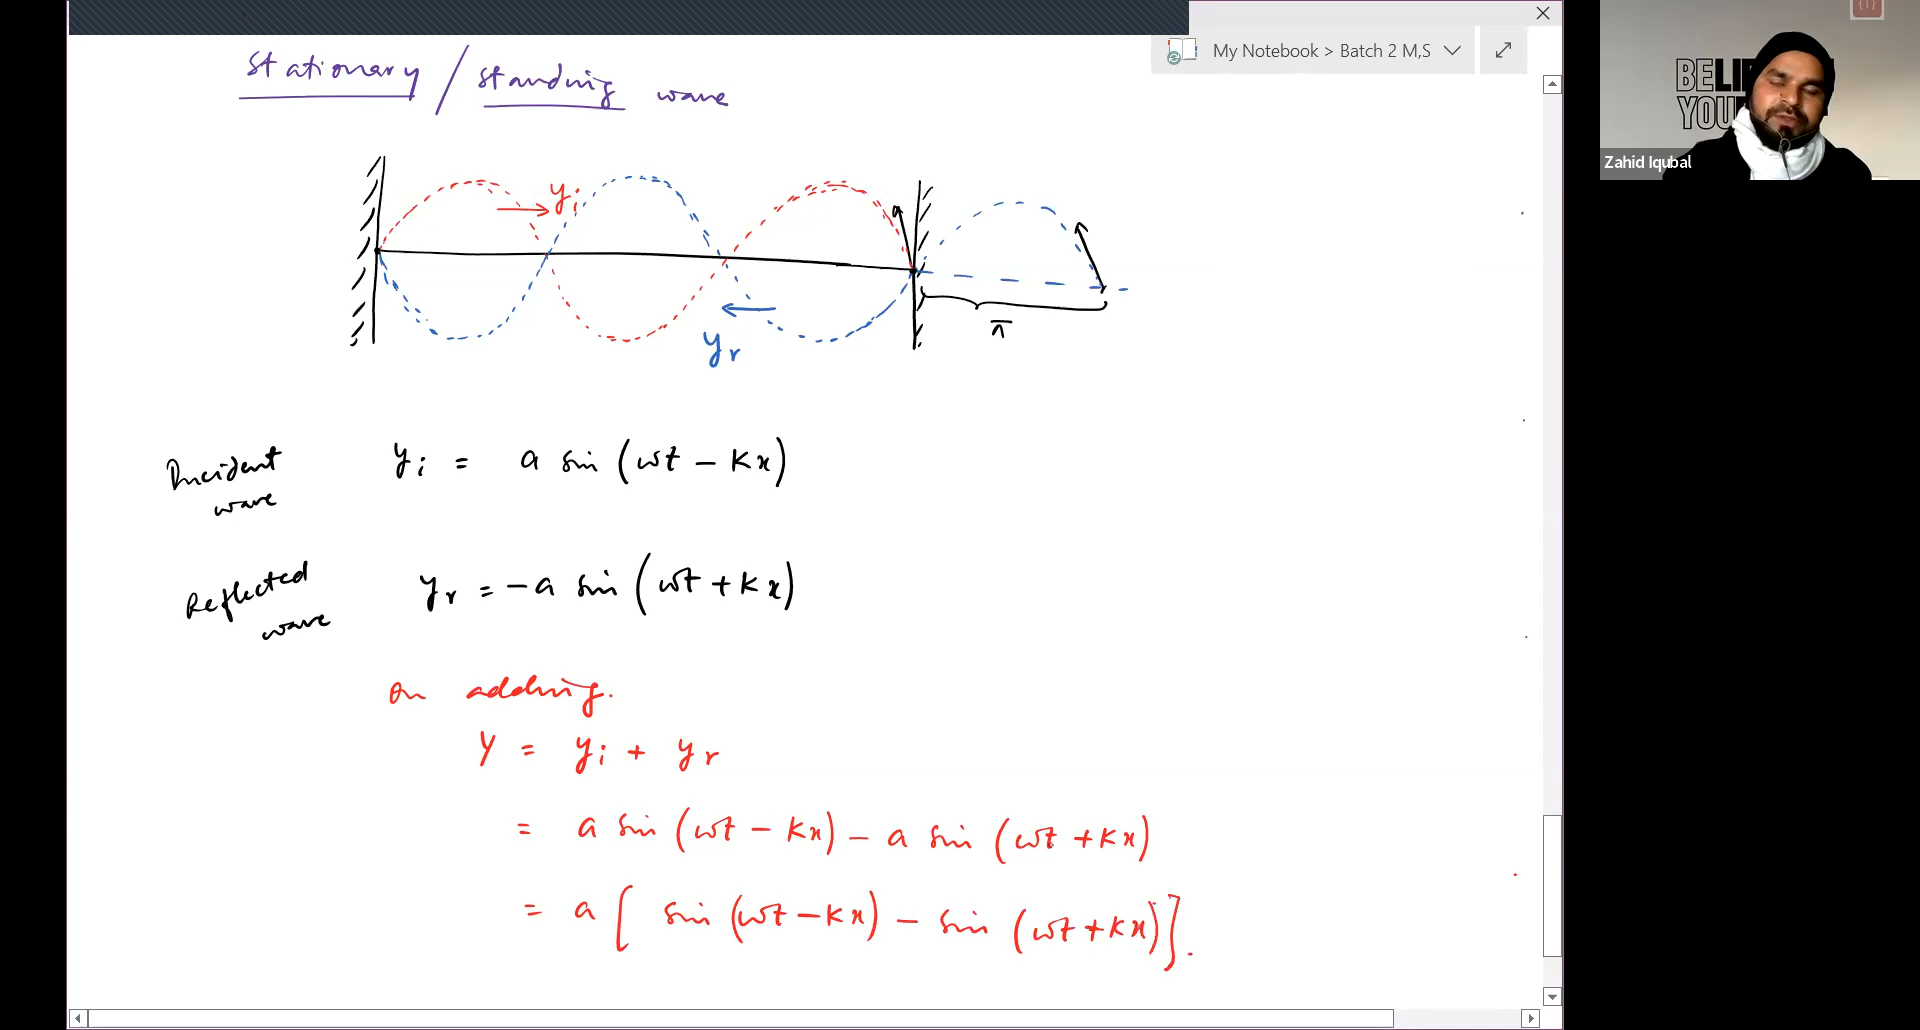 My Notebook > Batch 2 M,S
Stationary / standing wave
BELI
YOU
Zahid Iqubal
yᵢ
yᵣ
π
Incident wave yᵢ = a sin (ωt − kx)
Reflected wave yᵣ = −a sin (ωt + kx)
On adding.
Y = yᵢ + yᵣ
= a sin (ωt − kx) − a sin (ωt + kx)
= a [ sin (ωt − kx) − sin (ωt + kx) ].